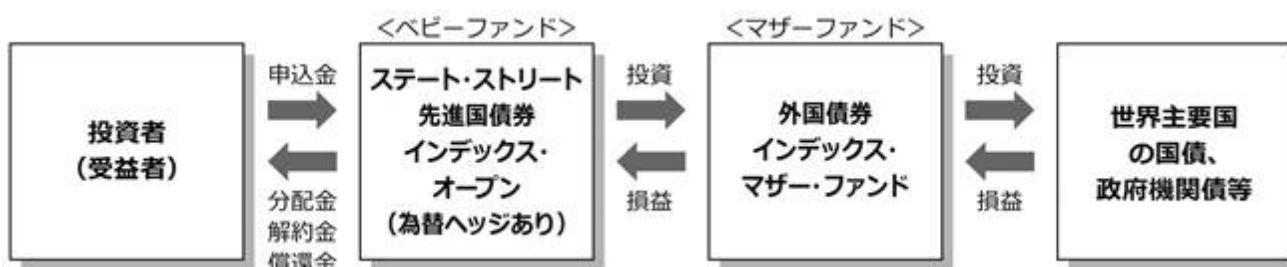 ＜ベビーファンド＞
＜マザーファンド＞
投資者
（受益者）
申込金
分配金
解約金
償還金
ステート・ストリート
先進国債券
インデックス・
オープン
（為替ヘッジあり）
投資
損益
外国債券
インデックス・
マザー・ファンド
投資
損益
世界主要国
の国債、
政府機関債等